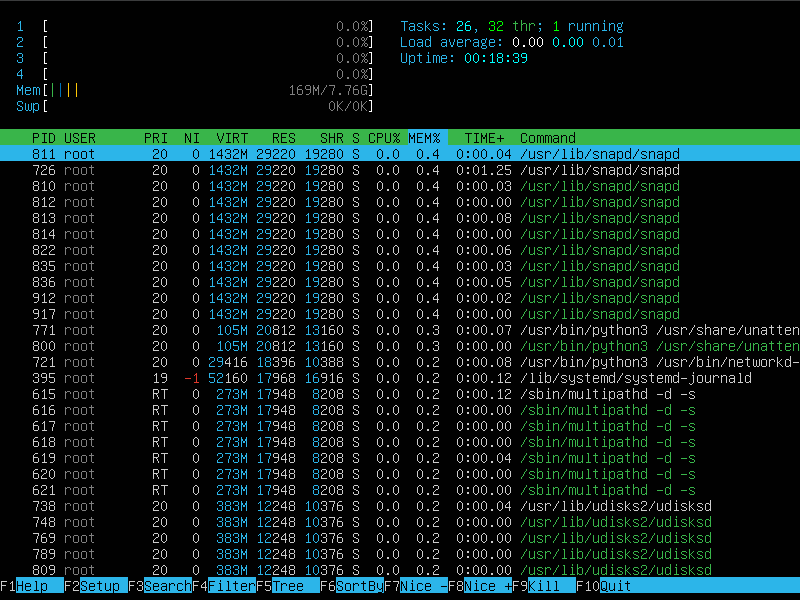 1 [ 0.0%] Tasks: 26, 32 thr; 1 running
2 [ 0.0%] Load average: 0.00 0.00 0.01
3 [ 0.0%] Uptime: 00:18:39
4 [ 0.0%]
Mem[|||| 169M/7.76G]
Swp[ 0K/0K]
PID USER PRI NI VIRT RES SHR S CPU% MEM% TIME+ Command
811 root 20 0 1432M 29220 19280 S 0.0 0.4 0:00.04 /usr/lib/snapd/snapd
726 root 20 0 1432M 29220 19280 S 0.0 0.4 0:01.25 /usr/lib/snapd/snapd
810 root 20 0 1432M 29220 19280 S 0.0 0.4 0:00.03 /usr/lib/snapd/snapd
812 root 20 0 1432M 29220 19280 S 0.0 0.4 0:00.00 /usr/lib/snapd/snapd
813 root 20 0 1432M 29220 19280 S 0.0 0.4 0:00.08 /usr/lib/snapd/snapd
814 root 20 0 1432M 29220 19280 S 0.0 0.4 0:00.00 /usr/lib/snapd/snapd
822 root 20 0 1432M 29220 19280 S 0.0 0.4 0:00.06 /usr/lib/snapd/snapd
835 root 20 0 1432M 29220 19280 S 0.0 0.4 0:00.03 /usr/lib/snapd/snapd
836 root 20 0 1432M 29220 19280 S 0.0 0.4 0:00.05 /usr/lib/snapd/snapd
912 root 20 0 1432M 29220 19280 S 0.0 0.4 0:00.02 /usr/lib/snapd/snapd
917 root 20 0 1432M 29220 19280 S 0.0 0.4 0:00.00 /usr/lib/snapd/snapd
771 root 20 0 105M 20812 13160 S 0.0 0.3 0:00.07 /usr/bin/python3 /usr/share/unatten
800 root 20 0 105M 20812 13160 S 0.0 0.3 0:00.00 /usr/bin/python3 /usr/share/unatten
721 root 20 0 29416 18396 10388 S 0.0 0.2 0:00.08 /usr/bin/python3 /usr/bin/networkd-
395 root 19 -1 52160 17968 16916 S 0.0 0.2 0:00.12 /lib/systemd/systemd-journald
615 root RT 0 273M 17948 8208 S 0.0 0.2 0:00.12 /sbin/multipathd -d -s
616 root RT 0 273M 17948 8208 S 0.0 0.2 0:00.00 /sbin/multipathd -d -s
617 root RT 0 273M 17948 8208 S 0.0 0.2 0:00.00 /sbin/multipathd -d -s
618 root RT 0 273M 17948 8208 S 0.0 0.2 0:00.00 /sbin/multipathd -d -s
619 root RT 0 273M 17948 8208 S 0.0 0.2 0:00.04 /sbin/multipathd -d -s
620 root RT 0 273M 17948 8208 S 0.0 0.2 0:00.00 /sbin/multipathd -d -s
621 root RT 0 273M 17948 8208 S 0.0 0.2 0:00.00 /sbin/multipathd -d -s
738 root 20 0 383M 12248 10376 S 0.0 0.2 0:00.04 /usr/lib/udisks2/udisksd
748 root 20 0 383M 12248 10376 S 0.0 0.2 0:00.00 /usr/lib/udisks2/udisksd
769 root 20 0 383M 12248 10376 S 0.0 0.2 0:00.00 /usr/lib/udisks2/udisksd
789 root 20 0 383M 12248 10376 S 0.0 0.2 0:00.00 /usr/lib/udisks2/udisksd
809 root 20 0 383M 12248 10376 S 0.0 0.2 0:00.00 /usr/lib/udisks2/udisksd
F1Help F2Setup F3SearchF4FilterF5Tree F6SortByF7Nice -F8Nice +F9Kill F10Quit